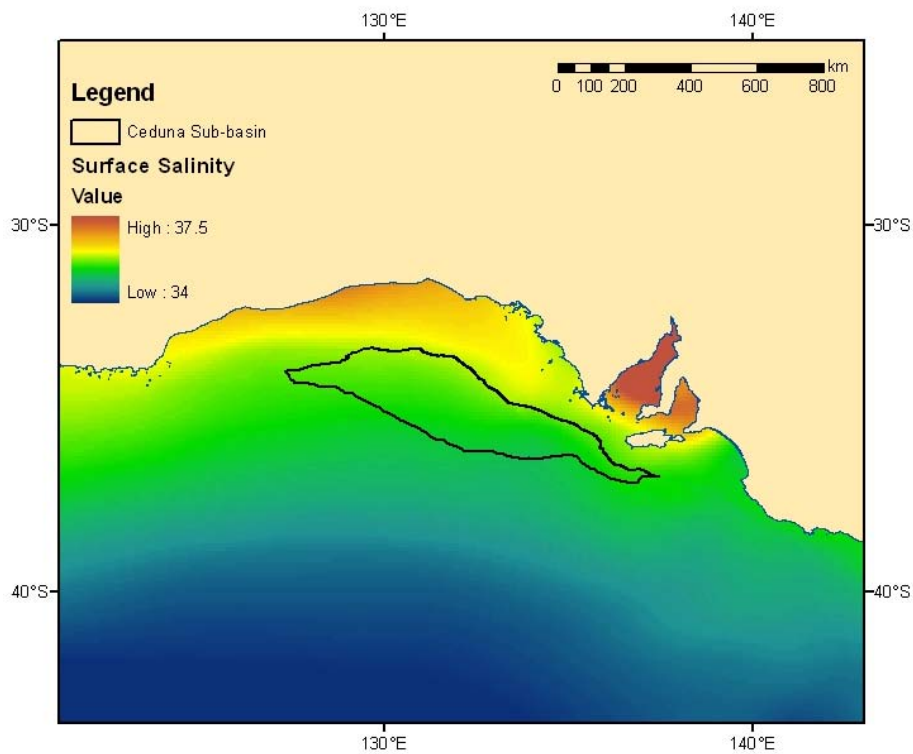 130°E 140°E
Legend
Ceduna Sub-basin
Surface Salinity
Value
High : 37.5
Low : 34
km
0 100 200 400 600 800
30°S 30°S
40°S 40°S
130°E 140°E